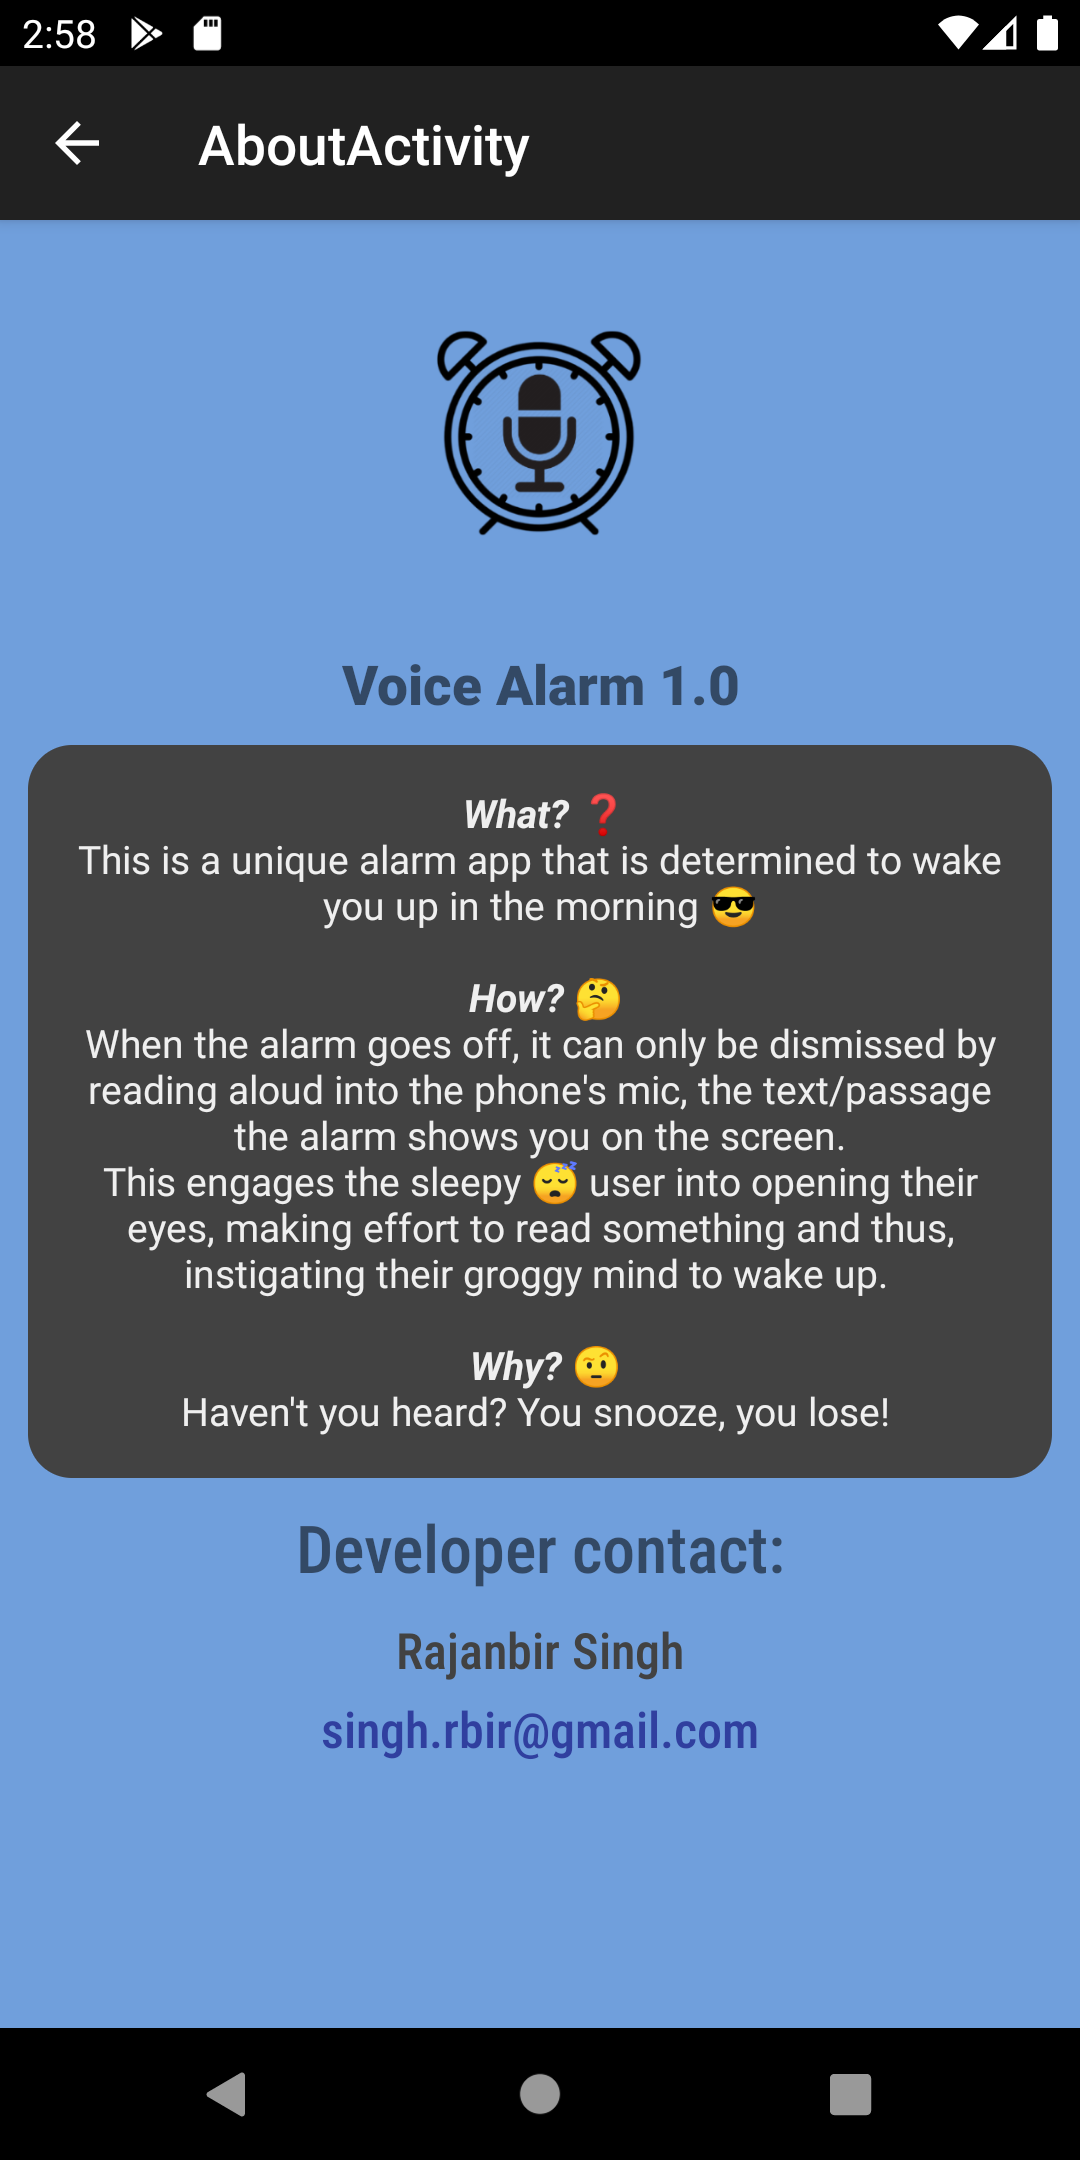 2:58
AboutActivity
Voice Alarm 1.0
What? ❓
This is a unique alarm app that is determined to wake
you up in the morning 😎
How? 🤔
When the alarm goes off, it can only be dismissed by
reading aloud into the phone's mic, the text/passage
the alarm shows you on the screen.
This engages the sleepy 😴 user into opening their
eyes, making effort to read something and thus,
instigating their groggy mind to wake up.
Why? 🤨
Haven't you heard? You snooze, you lose!
Developer contact:
Rajanbir Singh
singh.rbir@gmail.com